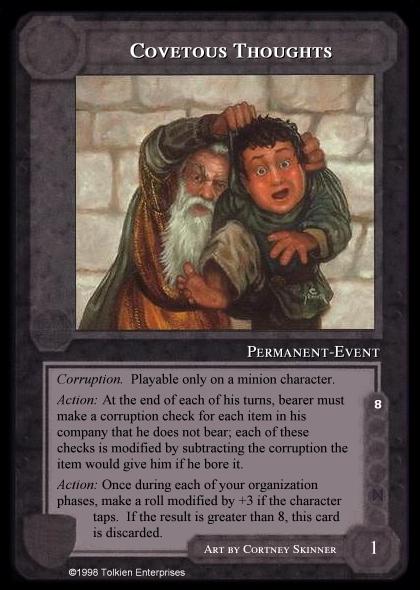 Covetous Thoughts
Permanent-Event
Corruption. Playable only on a minion character.
Action: At the end of each of his turns, bearer must
make a corruption check for each item in his
company that he does not bear; each of these
checks is modified by subtracting the corruption the
item would give him if he bore it.
Action: Once during each of your organization
phases, make a roll modified by +3 if the character
taps. If the result is greater than 8, this card
is discarded.
8
Art by Cortney Skinner
1
©1998 Tolkien Enterprises